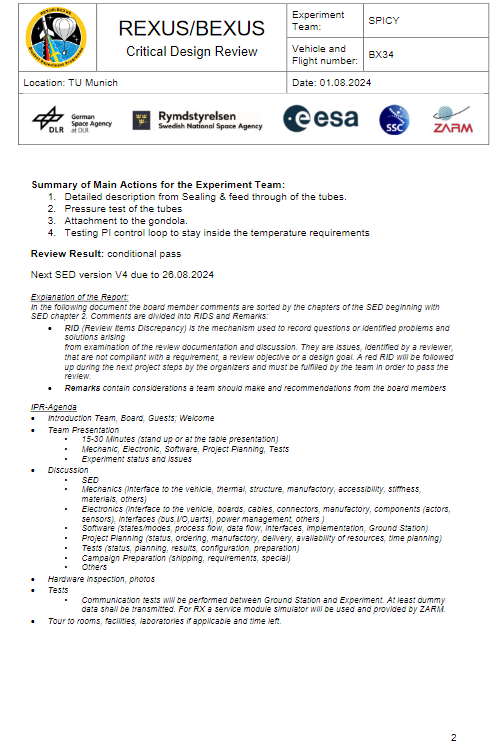 REXUS/BEXUS
Critical Design Review
Experiment Team:
SPICY
Vehicle and Flight number:
BX34
Location: TU Munich
Date: 01.08.2024
DLR
German Space Agency at DLR
Rymdstyrelsen
Swedish National Space Agency
esa
SSC
ZARM
Summary of Main Actions for the Experiment Team:
1. Detailed description from Sealing & feed through of the tubes.
2. Pressure test of the tubes
3. Attachment to the gondola.
4. Testing PI control loop to stay inside the temperature requirements
Review Result: conditional pass
Next SED version V4 due to 26.08.2024
Explanation of the Report:
In the following document the board member comments are sorted by the chapters of the SED beginning with
SED chapter 2. Comments are divided into RIDS and Remarks:
• RID (Review Items Discrepancy) is the mechanism used to record questions or identified problems and
solutions arising
from examination of the review documentation and discussion. They are issues, identified by a reviewer,
that are not compliant with a requirement, a review objective or a design goal. A red RID will be followed
up during the next project steps by the organizers and must be fulfilled by the team in order to pass the
review.
• Remarks contain considerations a team should make and recommendations from the board members
IPR-Agenda
• Introduction Team, Board, Guests; Welcome
• Team Presentation
• 15-30 Minutes (stand up or at the table presentation)
• Mechanic, Electronic, Software, Project Planning, Tests
• Experiment status and issues
• Discussion
• SED
• Mechanics (Interface to the vehicle, thermal, structure, manufactory, accessibility, stiffness,
materials, others)
• Electronics (Interface to the vehicle, boards, cables, connectors, manufactory, components (actors,
sensors), interfaces (bus,I/O,uarts), power management, others )
• Software (states/modes, process flow, data flow, interfaces, implementation, Ground Station)
• Project Planning (status, ordering, manufactory, delivery, availability of resources, time planning)
• Tests (status, planning, results, configuration, preparation)
• Campaign Preparation (shipping, requirements, special)
• Others
• Hardware inspection, photos
• Tests
• Communication tests will be performed between Ground Station and Experiment. At least dummy
data shall be transmitted. For RX a service module simulator will be used and provided by ZARM.
• Tour to rooms, facilities, laboratories if applicable and time left.
2